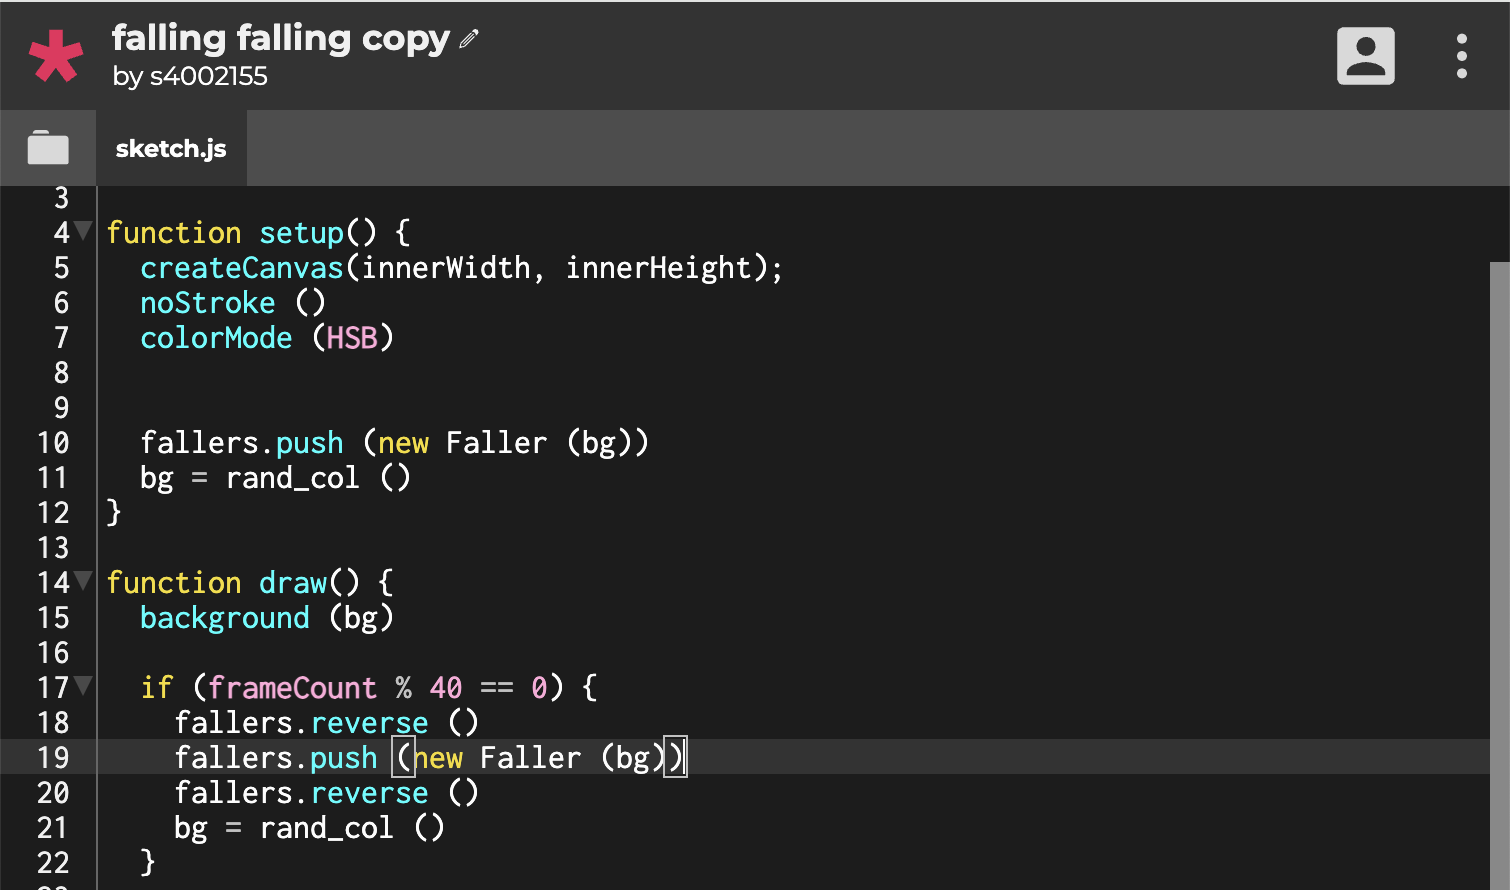 falling falling copy
by s4002155
sketch.js
3
4 function setup() {
5 createCanvas(innerWidth, innerHeight);
6 noStroke ()
7 colorMode (HSB)
8
9
10 fallers.push (new Faller (bg))
11 bg = rand_col ()
12 }
13
14 function draw() {
15 background (bg)
16
17 if (frameCount % 40 == 0) {
18 fallers.reverse ()
19 fallers.push (new Faller (bg))
20 fallers.reverse ()
21 bg = rand_col ()
22 }